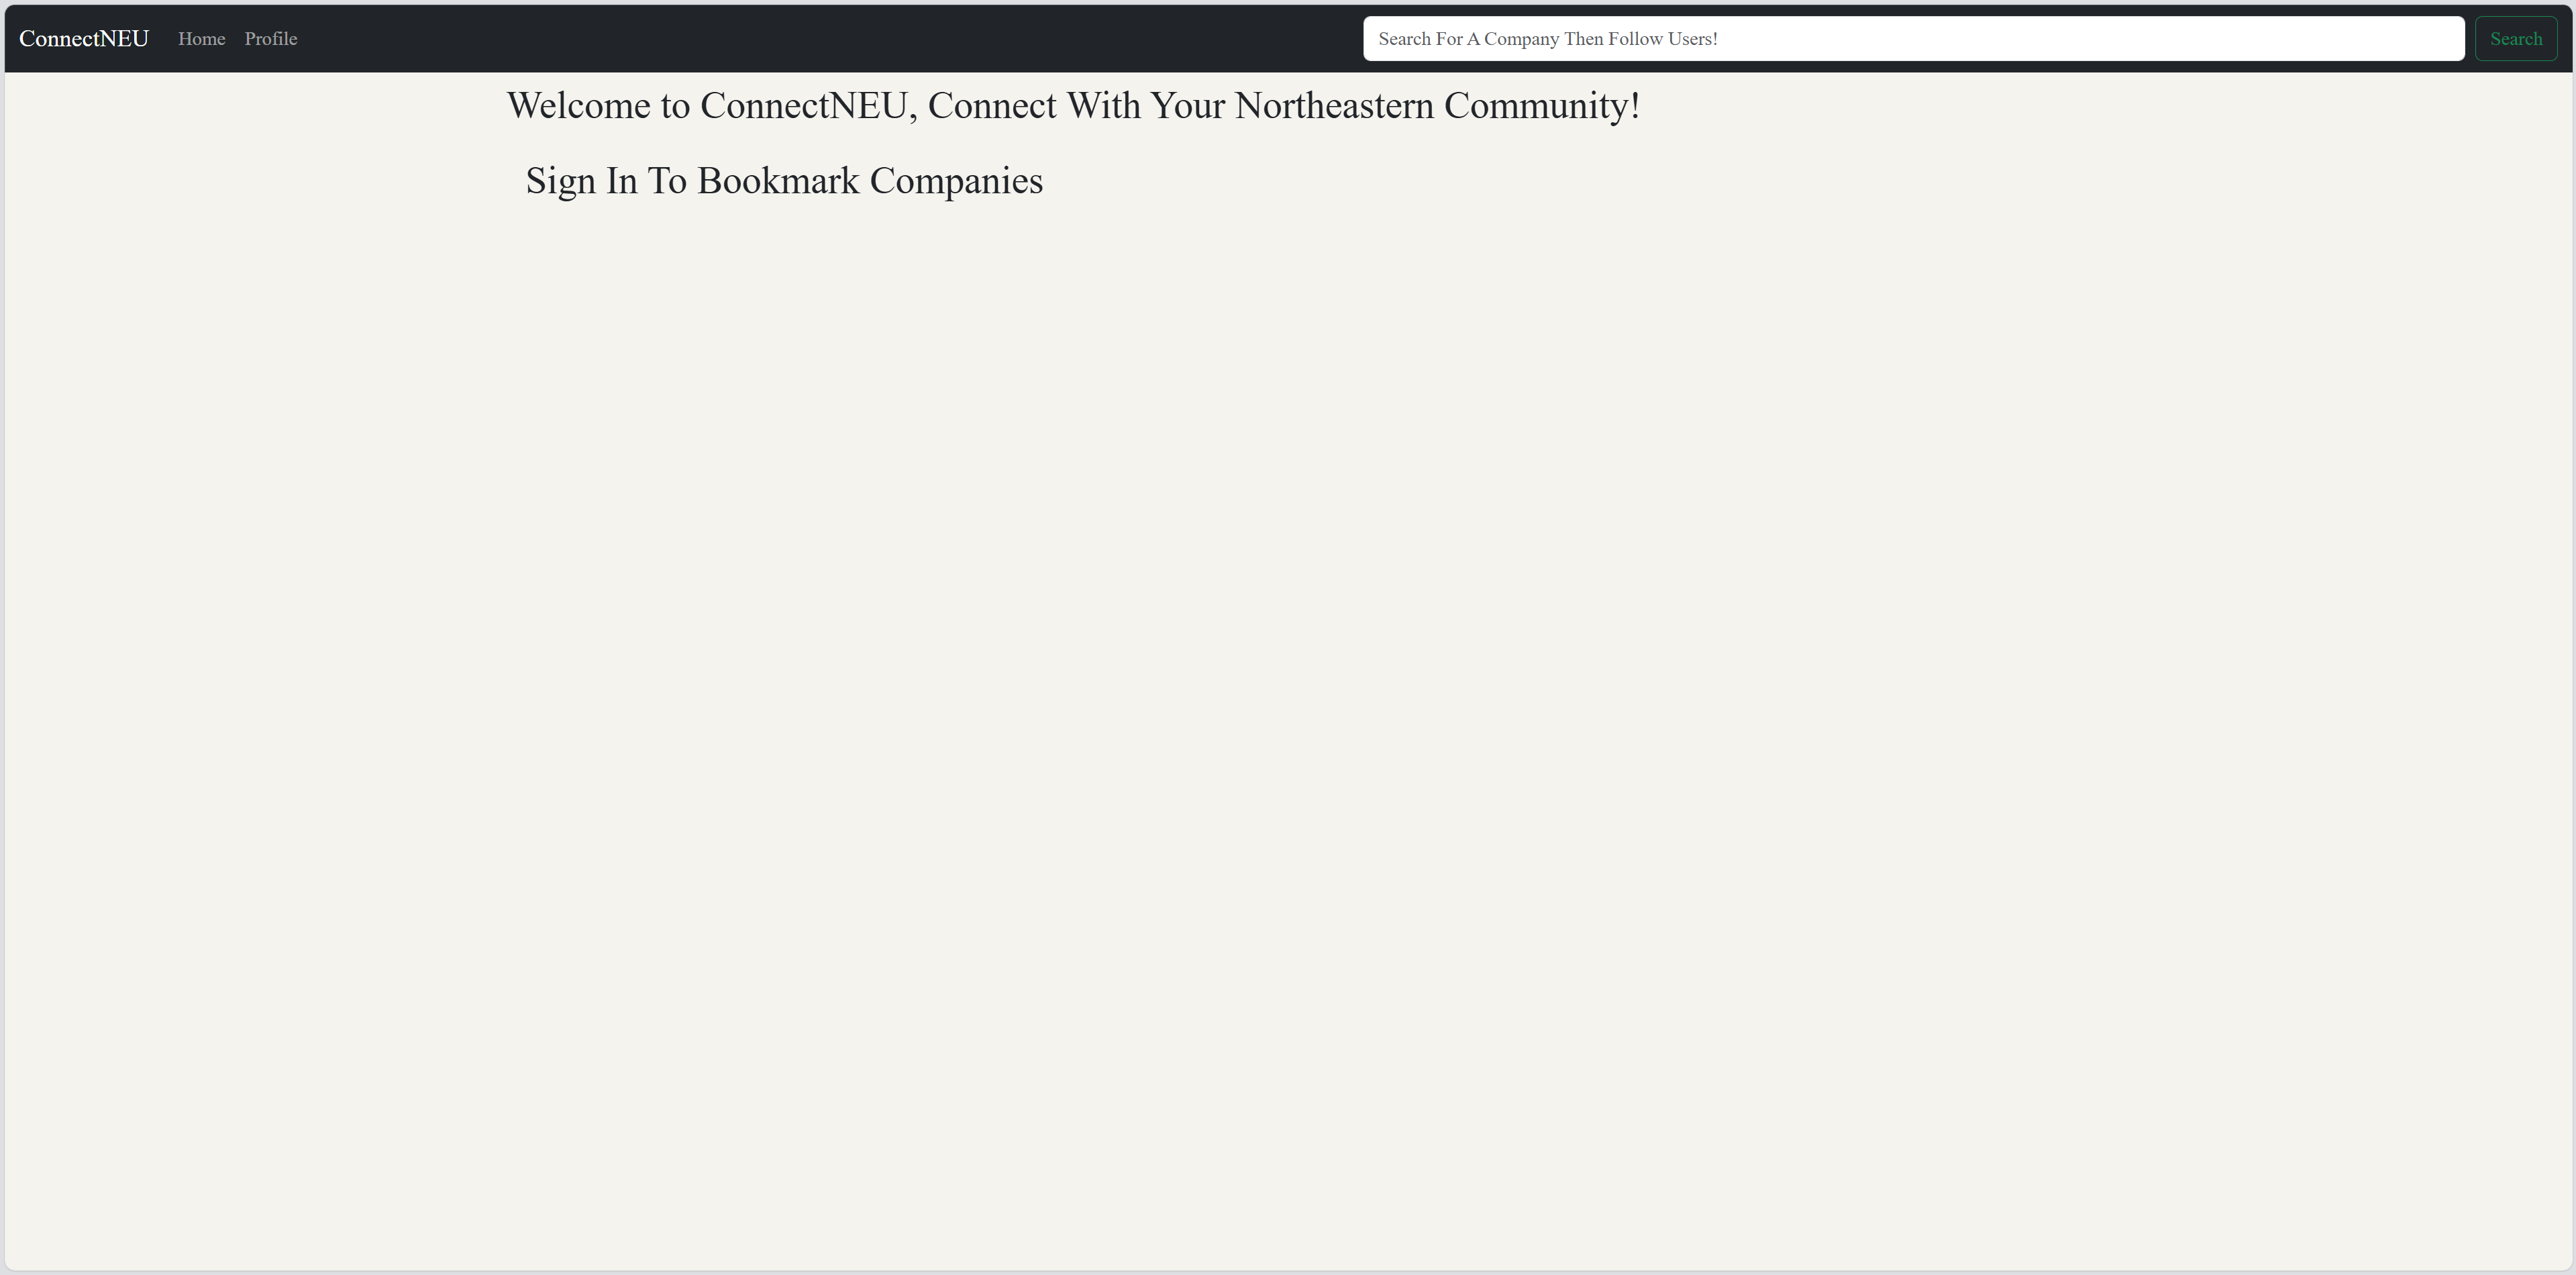 ConnectNEU Home Profile Search For A Company Then Follow Users! Search
Welcome to ConnectNEU, Connect With Your Northeastern Community!
Sign In To Bookmark Companies